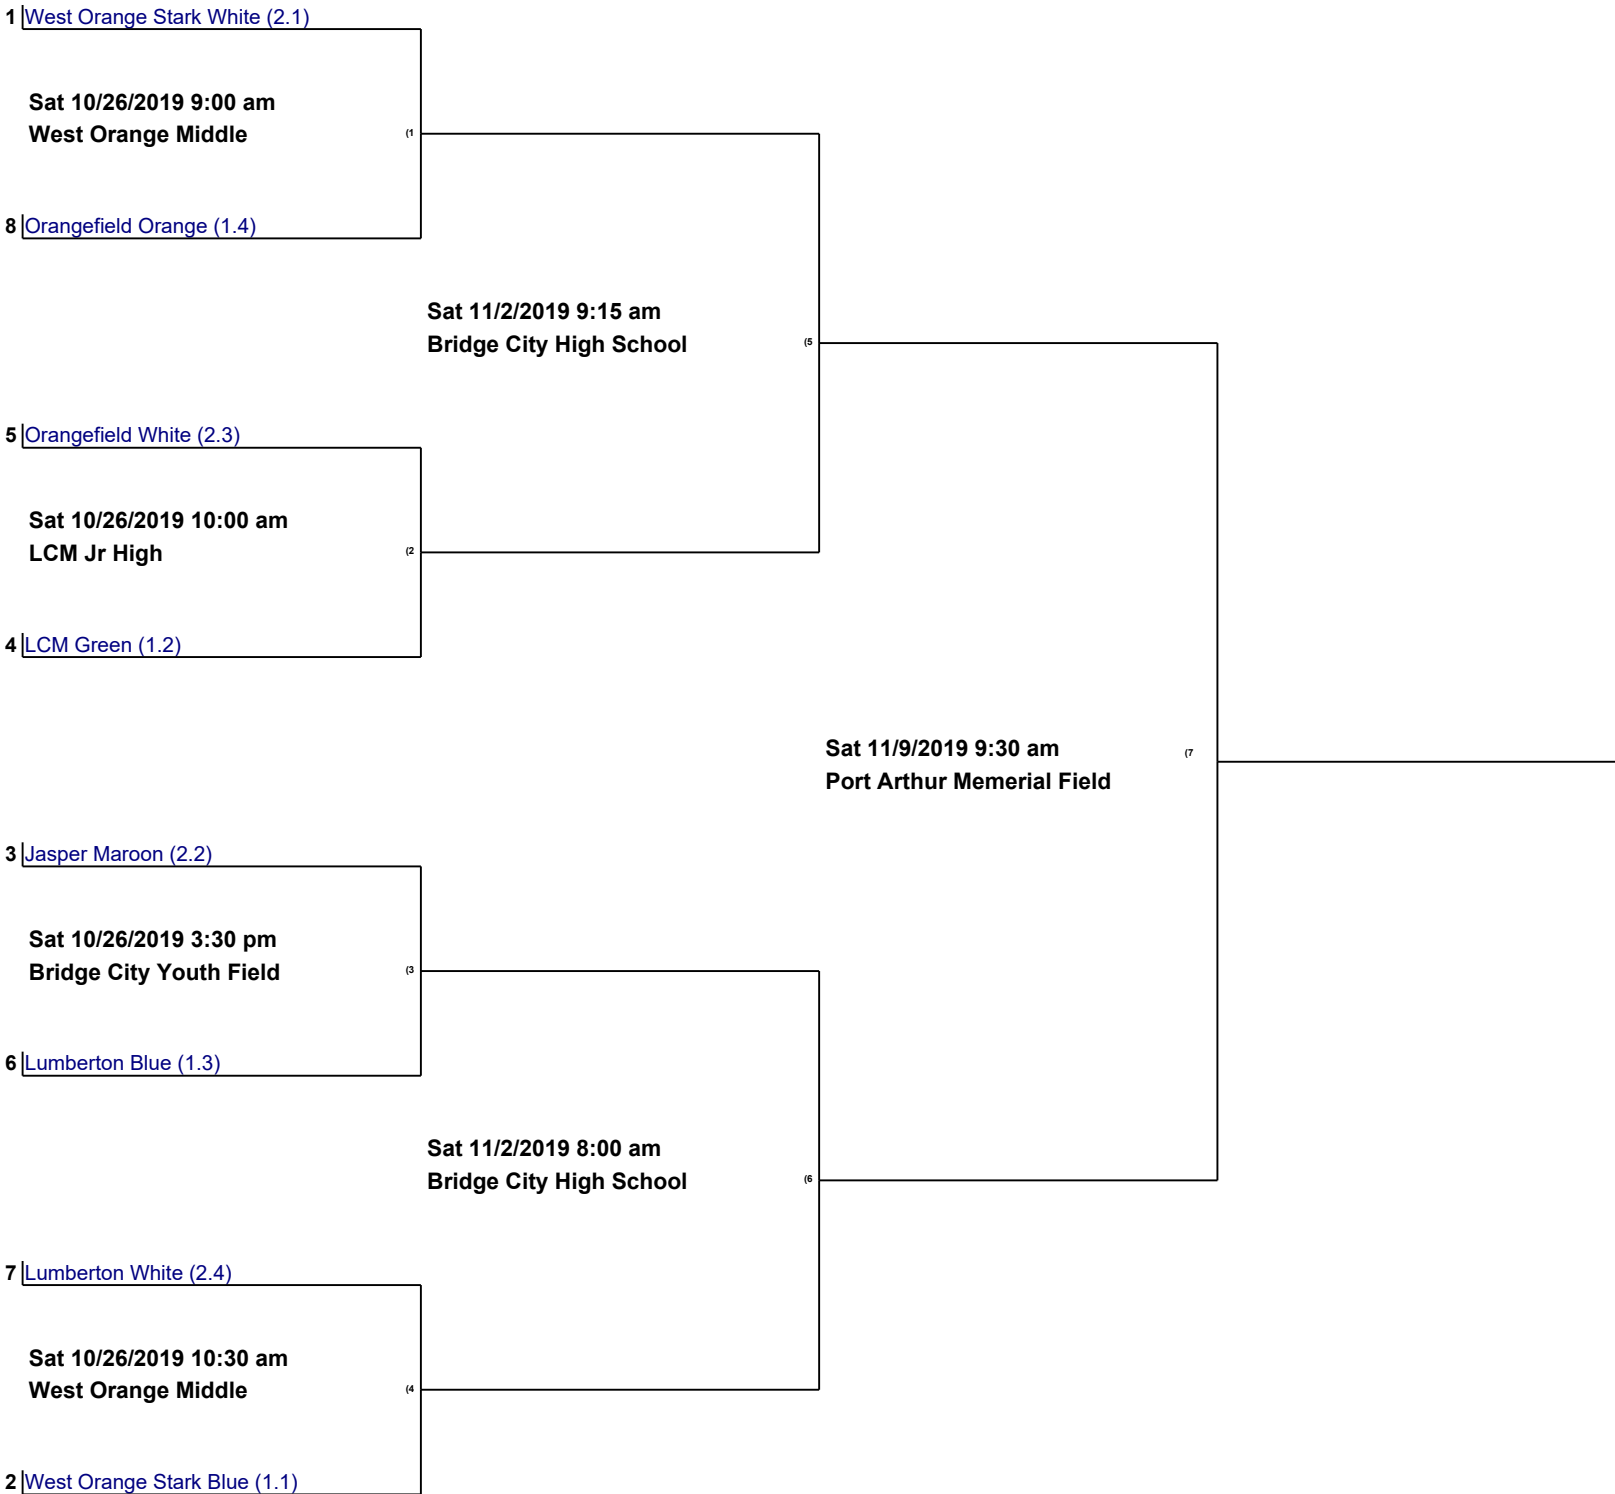 1 West Orange Stark White (2.1)
Sat 10/26/2019 9:00 am
West Orange Middle (1
8 Orangefield Orange (1.4)
Sat 11/2/2019 9:15 am
Bridge City High School (5
5 Orangefield White (2.3)
Sat 10/26/2019 10:00 am
LCM Jr High (2
4 LCM Green (1.2)
Sat 11/9/2019 9:30 am (7
Port Arthur Memerial Field
3 Jasper Maroon (2.2)
Sat 10/26/2019 3:30 pm
Bridge City Youth Field (3
6 Lumberton Blue (1.3)
Sat 11/2/2019 8:00 am
Bridge City High School (6
7 Lumberton White (2.4)
Sat 10/26/2019 10:30 am
West Orange Middle (4
2 West Orange Stark Blue (1.1)